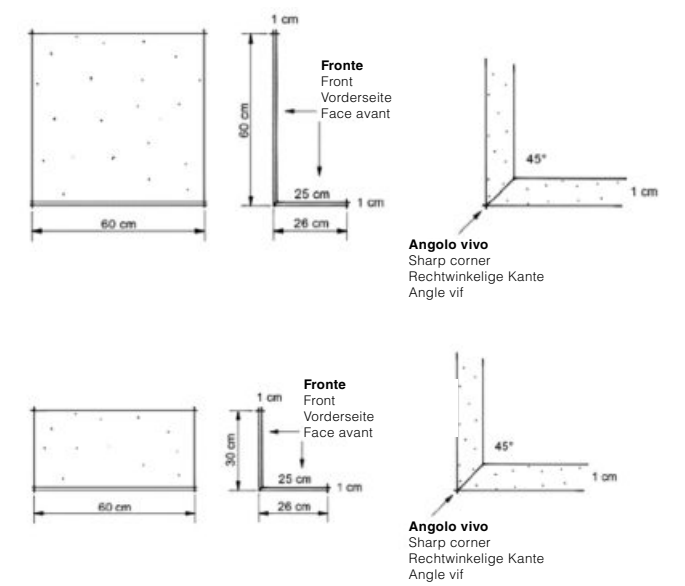 1 cm
Fronte
Front
Vorderseite
Face avant
60 cm
25 cm
1 cm
60 cm
26 cm
45°
1 cm
Angolo vivo
Sharp corner
Rechtwinkelige Kante
Angle vif
1 cm
Fronte
Front
Vorderseite
Face avant
30 cm
25 cm
1 cm
60 cm
26 cm
45°
1 cm
Angolo vivo
Sharp corner
Rechtwinkelige Kante
Angle vif